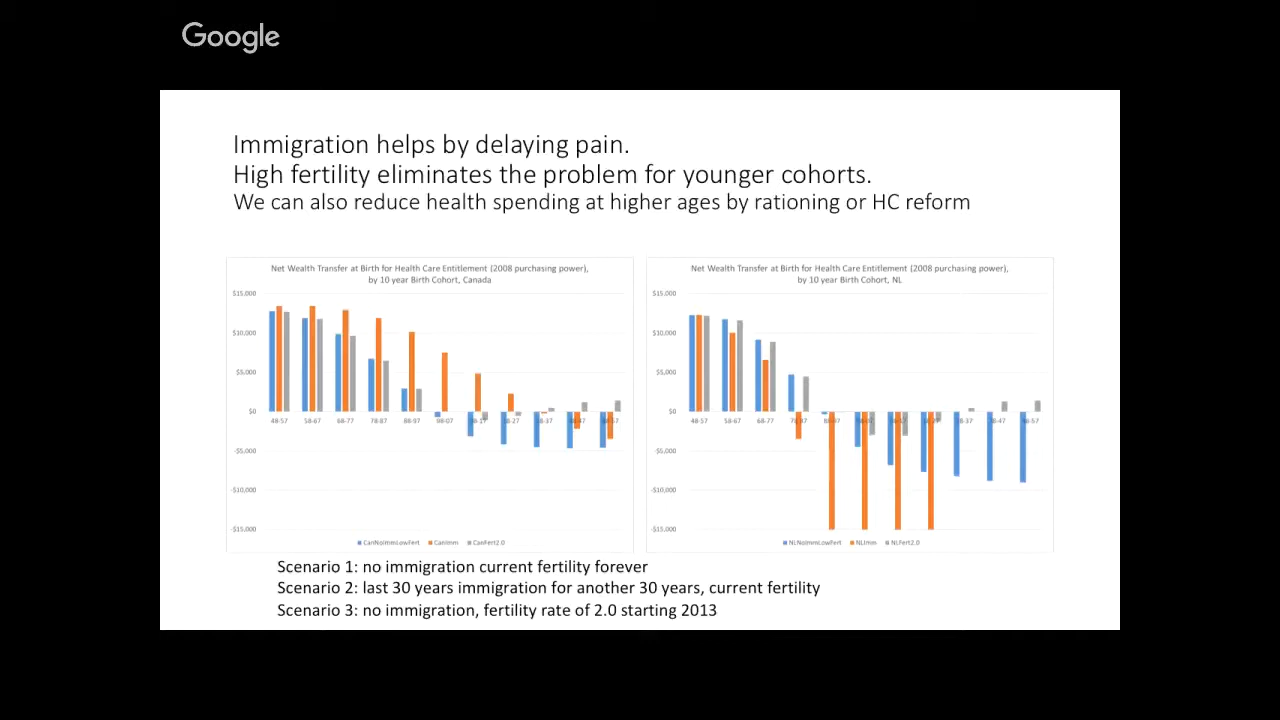 Google
Immigration helps by delaying pain.
High fertility eliminates the problem for younger cohorts.
We can also reduce health spending at higher ages by rationing or HC reform
Net Wealth Transfer at Birth for Health Care Entitlement (2008 purchasing power),
by 10 year Birth Cohort, Canada
$15,000
$10,000
$5,000
$0
-$5,000
-$10,000
-$15,000
48-57 58-67 68-77 78-87 88-97 98-07
CanNoImmLowFert CanImm CanFert2.0
Net Wealth Transfer at Birth for Health Care Entitlement (2008 purchasing power),
by 10 year Birth Cohort, NL
$15,000
$10,000
$5,000
$0
-$5,000
-$10,000
-$15,000
48-57 58-67 68-77
NLNoImmLowFert NLImm NLFert2.0
Scenario 1: no immigration current fertility forever
Scenario 2: last 30 years immigration for another 30 years, current fertility
Scenario 3: no immigration, fertility rate of 2.0 starting 2013